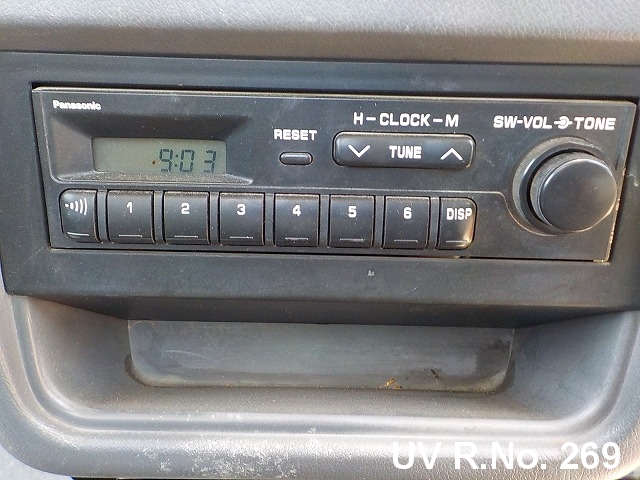 Panasonic
H-CLOCK-M
SW-VOL TONE
RESET
TUNE
9:03
1 2 3 4 5 6 DISP
UV R.No. 269